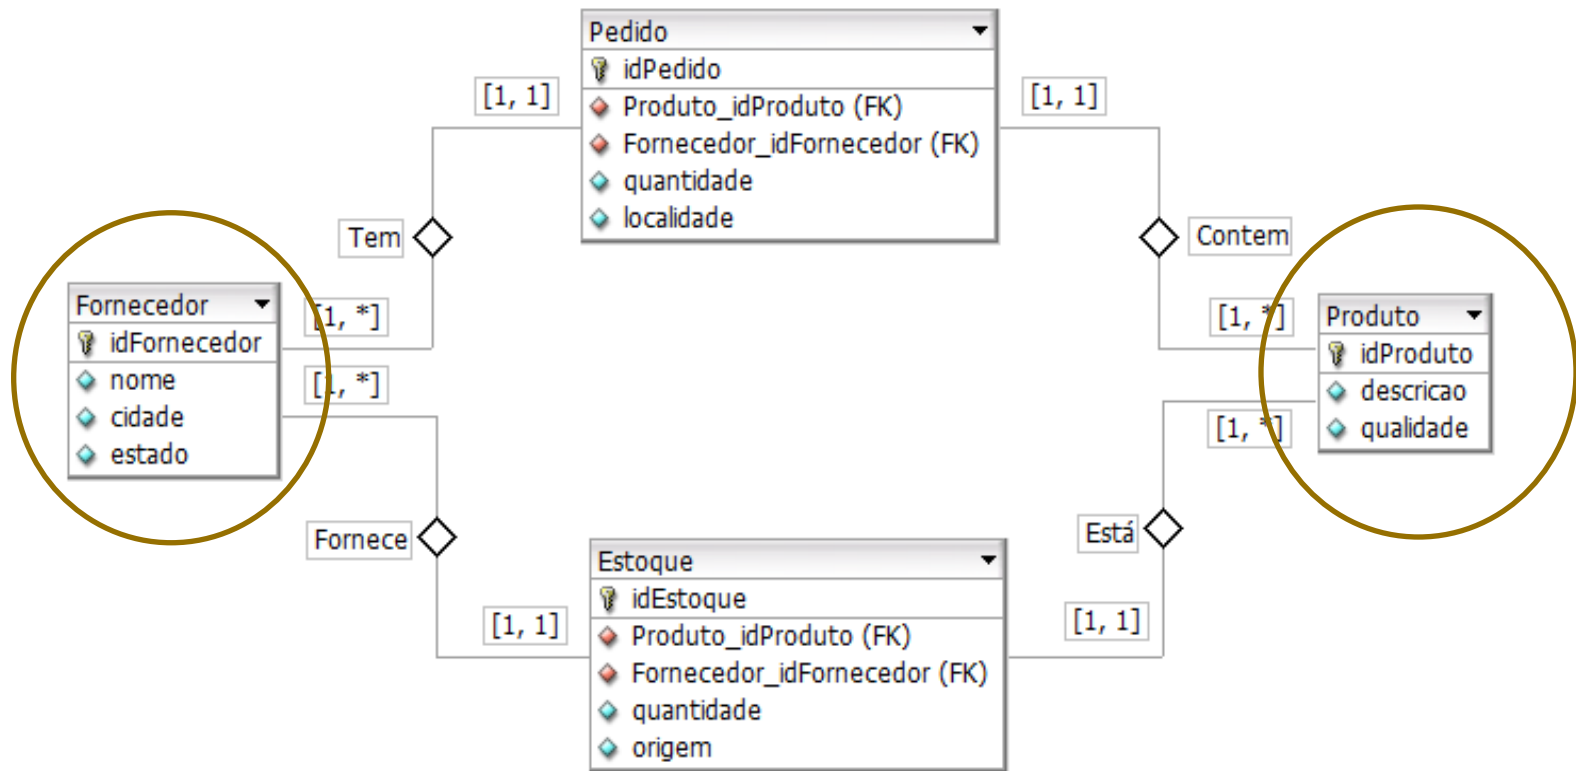 Pedido
idPedido
Produto_idProduto (FK)
Fornecedor_idFornecedor (FK)
quantidade
localidade
[1, 1]
[1, 1]
Tem
Contem
Fornecedor
idFornecedor
nome
cidade
estado
[1, *]
[1, *]
[1, *]
[1, *]
Produto
idProduto
descricao
qualidade
Fornece
Está
Estoque
idEstoque
Produto_idProduto (FK)
Fornecedor_idFornecedor (FK)
quantidade
origem
[1, 1]
[1, 1]